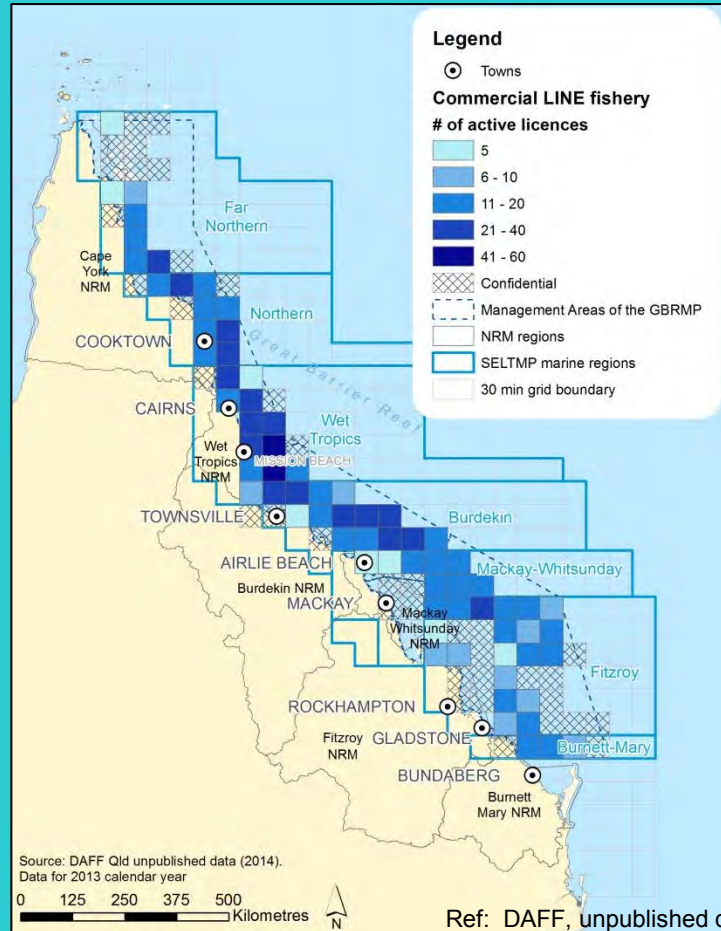 Legend
Towns
Commercial LINE fishery
# of active licences
5
6 - 10
11 - 20
21 - 40
41 - 60
Confidential
Management Areas of the GBRMP
NRM regions
SELTMP marine regions
30 min grid boundary
Far
Northern
Cape
York
NRM
Northern
COOKTOWN
Great Barrier Reef
CAIRNS
Wet
Tropics
Wet
Tropics
NRM
MISSION BEACH
TOWNSVILLE
Burdekin
AIRLIE BEACH
Mackay-Whitsunday
Burdekin NRM
MACKAY
Mackay
Whitsunday
NRM
Fitzroy
ROCKHAMPTON
GLADSTONE
Fitzroy
NRM
Burnett-Mary
BUNDABERG
Burnett
Mary NRM
Source: DAFF Qld unpublished data (2014).
Data for 2013 calendar year
0 125 250 375 500
Kilometres
N
Ref: DAFF, unpublished